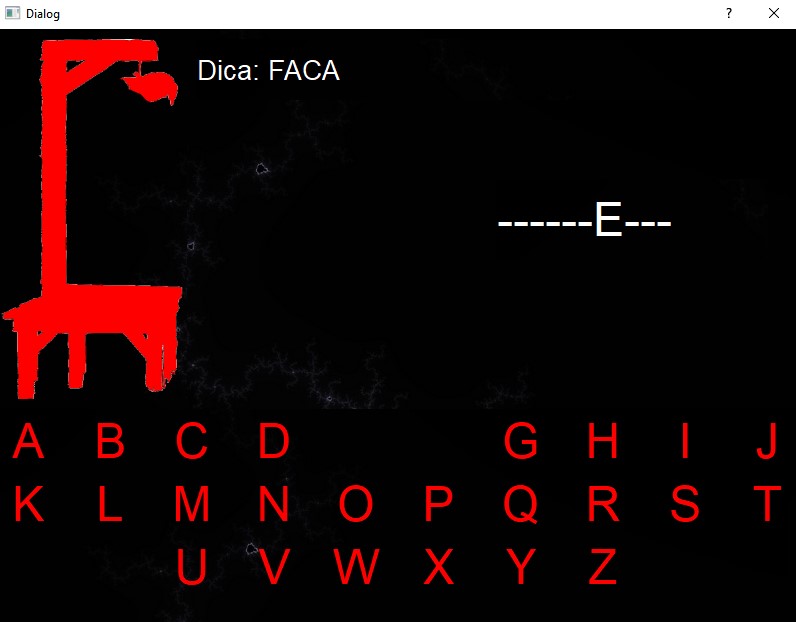 Dialog
Dica: FACA
------E---
A B C D G H I J
K L M N O P Q R S T
U V W X Y Z